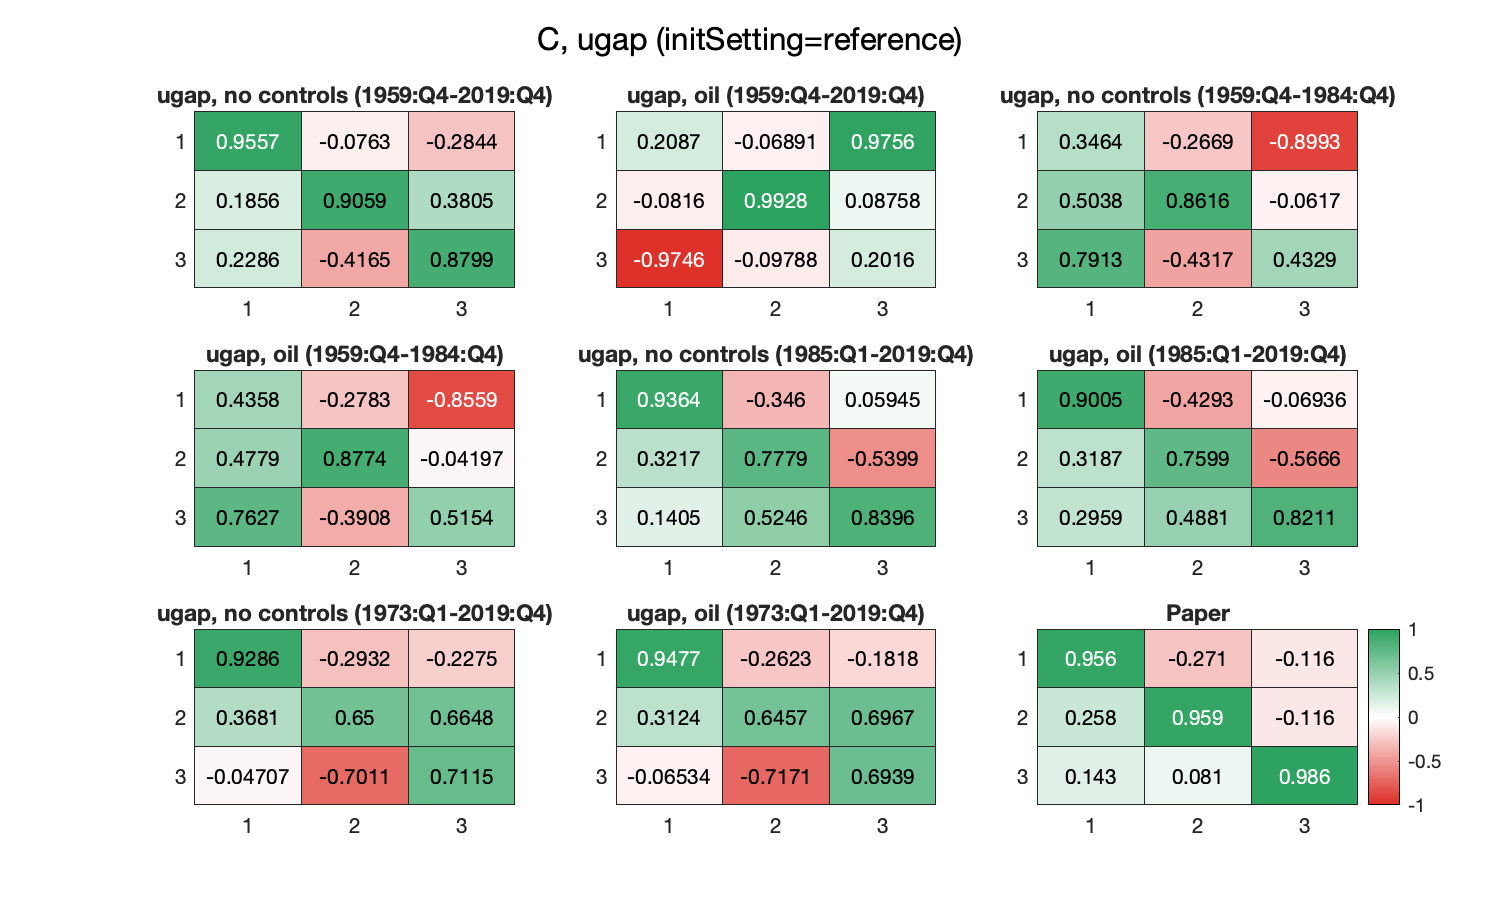 C, ugap (initSetting=reference)
ugap, no controls (1959:Q4-2019:Q4)
1 0.9557 -0.0763 -0.2844
2 0.1856 0.9059 0.3805
3 0.2286 -0.4165 0.8799
1 2 3
ugap, oil (1959:Q4-2019:Q4)
1 0.2087 -0.06891 0.9756
2 -0.0816 0.9928 0.08758
3 -0.9746 -0.09788 0.2016
1 2 3
ugap, no controls (1959:Q4-1984:Q4)
1 0.3464 -0.2669 -0.8993
2 0.5038 0.8616 -0.0617
3 0.7913 -0.4317 0.4329
1 2 3
ugap, oil (1959:Q4-1984:Q4)
1 0.4358 -0.2783 -0.8559
2 0.4779 0.8774 -0.04197
3 0.7627 -0.3908 0.5154
1 2 3
ugap, no controls (1985:Q1-2019:Q4)
1 0.9364 -0.346 0.05945
2 0.3217 0.7779 -0.5399
3 0.1405 0.5246 0.8396
1 2 3
ugap, oil (1985:Q1-2019:Q4)
1 0.9005 -0.4293 -0.06936
2 0.3187 0.7599 -0.5666
3 0.2959 0.4881 0.8211
1 2 3
ugap, no controls (1973:Q1-2019:Q4)
1 0.9286 -0.2932 -0.2275
2 0.3681 0.65 0.6648
3 -0.04707 -0.7011 0.7115
1 2 3
ugap, oil (1973:Q1-2019:Q4)
1 0.9477 -0.2623 -0.1818
2 0.3124 0.6457 0.6967
3 -0.06534 -0.7171 0.6939
1 2 3
Paper
1 0.956 -0.271 -0.116
2 0.258 0.959 -0.116
3 0.143 0.081 0.986
1 2 3
1
0.5
0
-0.5
-1